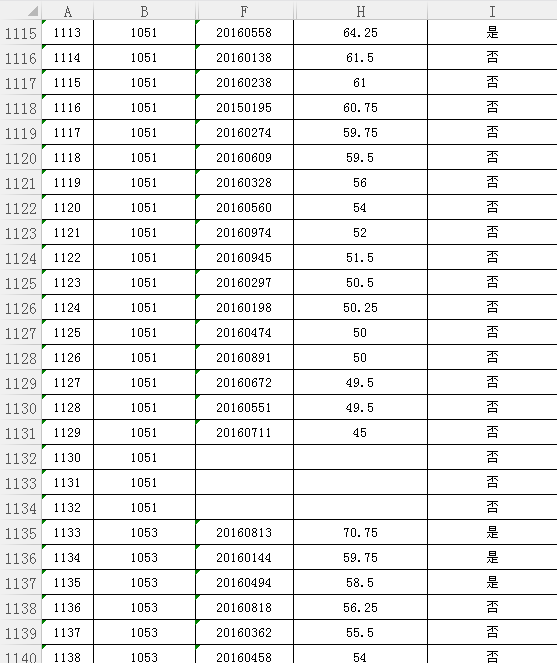 A B F H I
1115 1113 1051 20160558 64.25 是
1116 1114 1051 20160138 61.5 否
1117 1115 1051 20160238 61 否
1118 1116 1051 20150195 60.75 否
1119 1117 1051 20160274 59.75 否
1120 1118 1051 20160609 59.5 否
1121 1119 1051 20160328 56 否
1122 1120 1051 20160560 54 否
1123 1121 1051 20160974 52 否
1124 1122 1051 20160945 51.5 否
1125 1123 1051 20160297 50.5 否
1126 1124 1051 20160198 50.25 否
1127 1125 1051 20160474 50 否
1128 1126 1051 20160891 50 否
1129 1127 1051 20160672 49.5 否
1130 1128 1051 20160551 49.5 否
1131 1129 1051 20160711 45 否
1132 1130 1051 否
1133 1131 1051 否
1134 1132 1051 否
1135 1133 1053 20160813 70.75 是
1136 1134 1053 20160144 59.75 是
1137 1135 1053 20160494 58.5 是
1138 1136 1053 20160818 56.25 否
1139 1137 1053 20160362 55.5 否
1140 1138 1053 20160458 54 否